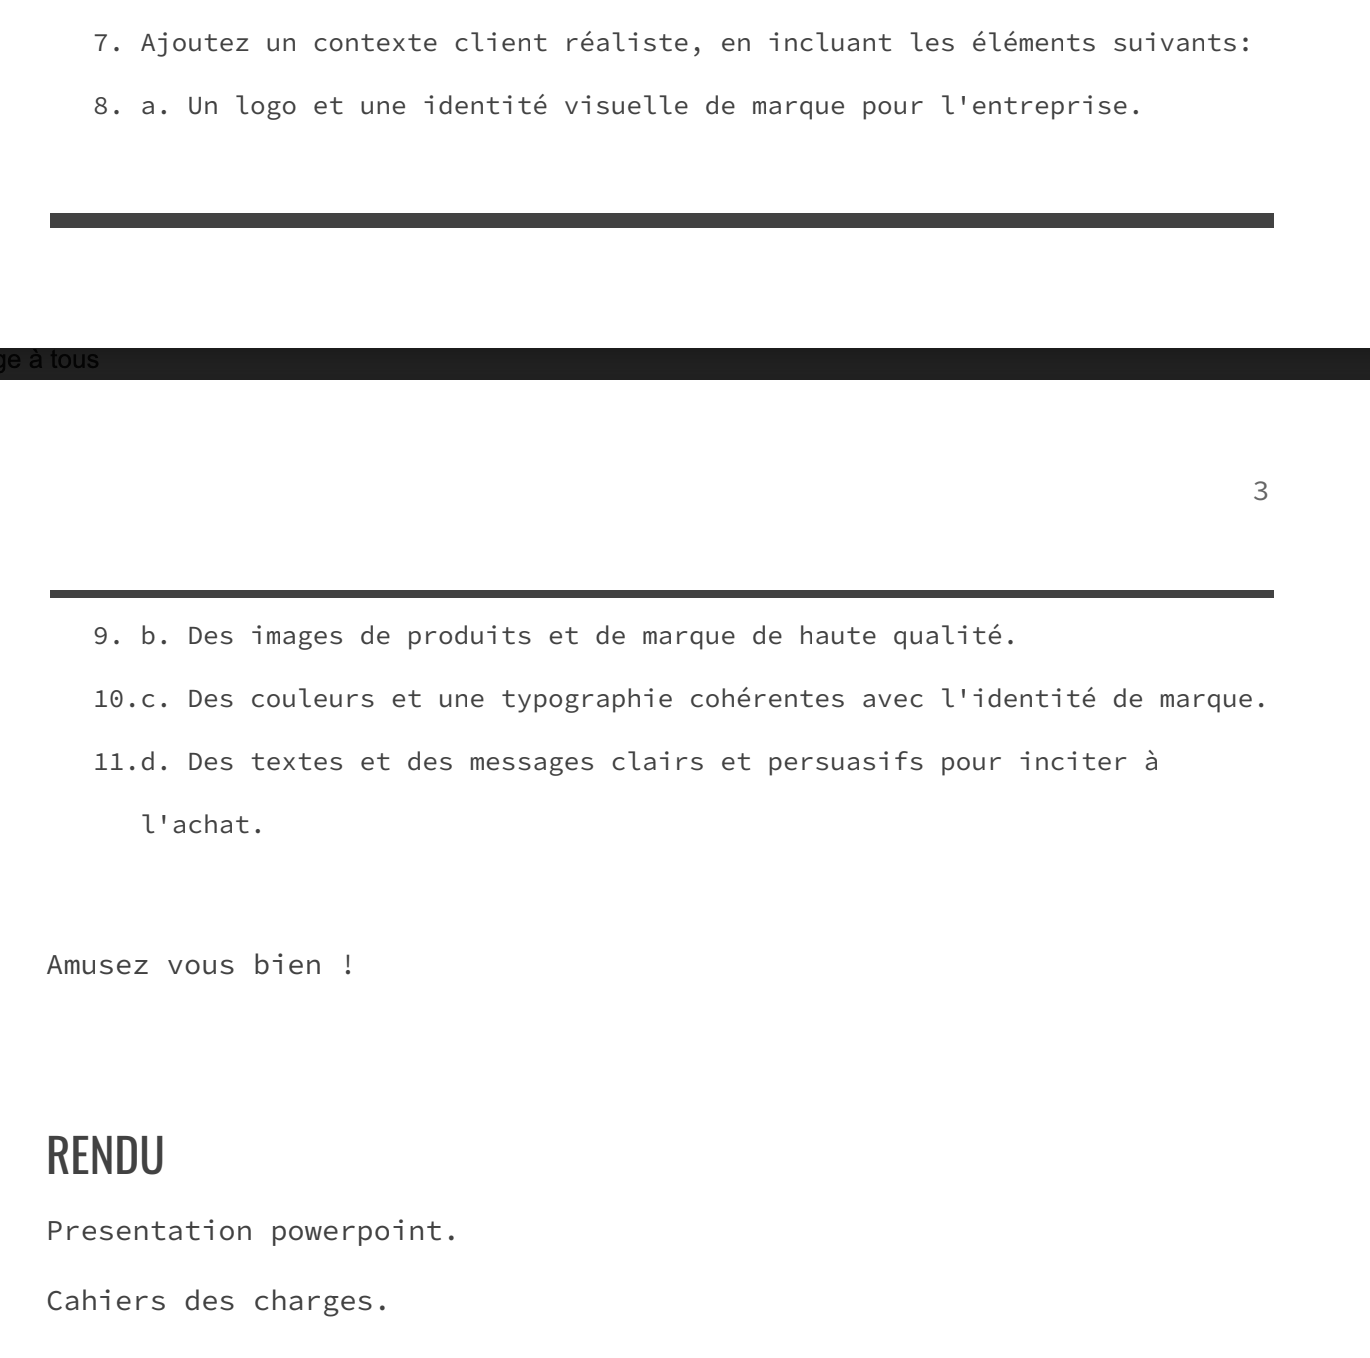 7. Ajoutez un contexte client réaliste, en incluant les éléments suivants:
8. a. Un logo et une identité visuelle de marque pour l'entreprise.
ge à tous
3
9. b. Des images de produits et de marque de haute qualité.
10.c. Des couleurs et une typographie cohérentes avec l'identité de marque.
11.d. Des textes et des messages clairs et persuasifs pour inciter à
l'achat.
Amusez vous bien !
RENDU
Presentation powerpoint.
Cahiers des charges.